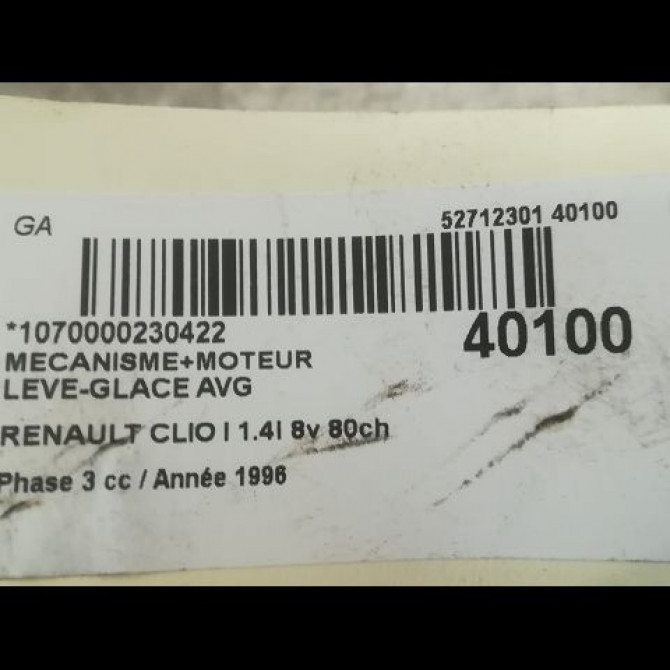 GA
52712301 40100
*1070000230422
40100
MECANISME+MOTEUR
LEVE-GLACE AVG
RENAULT CLIO I 1.4I 8v 80ch
Phase 3 cc / Année 1996